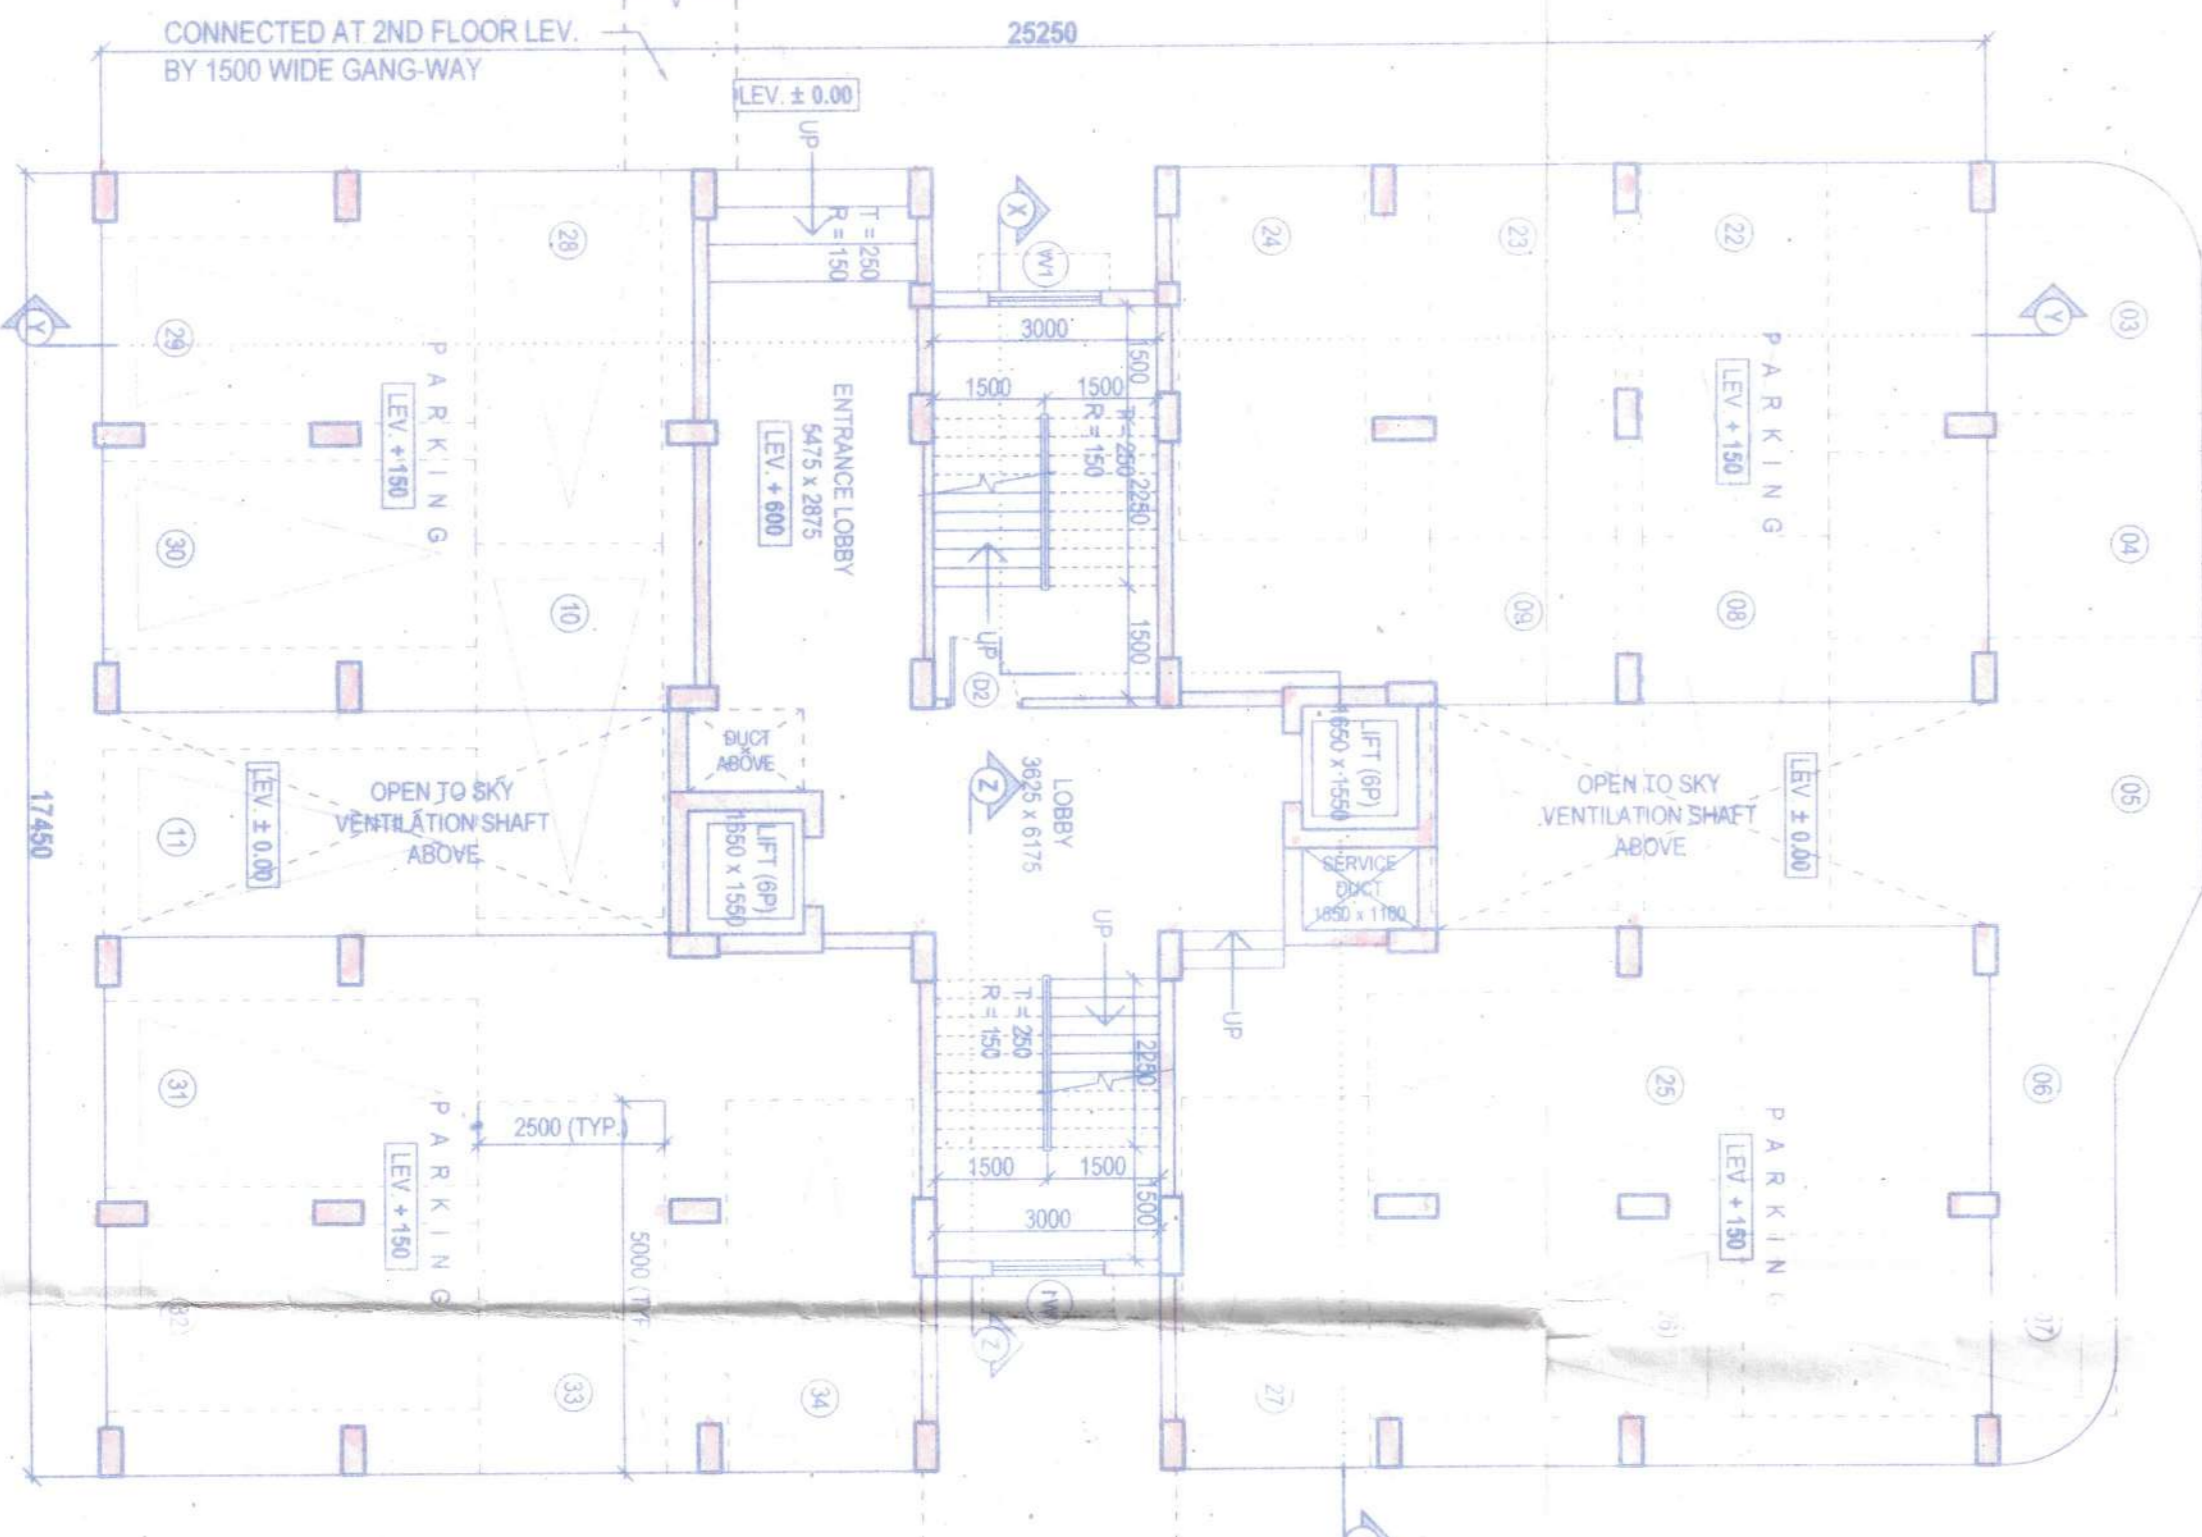 CONNECTED AT 2ND FLOOR LEV.
BY 1500 WIDE GANG-WAY
25250
LEV. ± 0.00
UP
T = 250
R = 150
X
W1
28
24
23
22
03
Y
29
PARKING
LEV. + 150
ENTRANCE LOBBY
5475 x 2875
LEV. + 600
3000
1500
1500
1500
T = 250
R = 150
2250
1500
UP
D2
PARKING
LEV. + 150
Y
04
30
10
09
08
DUCT
ABOVE
LIFT (6P)
1650 x 1550
LOBBY
3625 x 6175
Z
LIFT (6P)
1650 x 1550
SERVICE
DUCT
1650 x 1100
17450
11
LEV. ± 0.00
OPEN TO SKY
VENTILATION SHAFT
ABOVE
OPEN TO SKY
VENTILATION SHAFT
ABOVE
LEV. ± 0.00
05
UP
UP
T = 250
R = 150
2250
1500
1500
1500
3000
31
PARKING
LEV. + 150
2500 (TYP.)
5000 (TYP
25
PARKIN
LEV. + 150
06
W1
Z
33
34
27